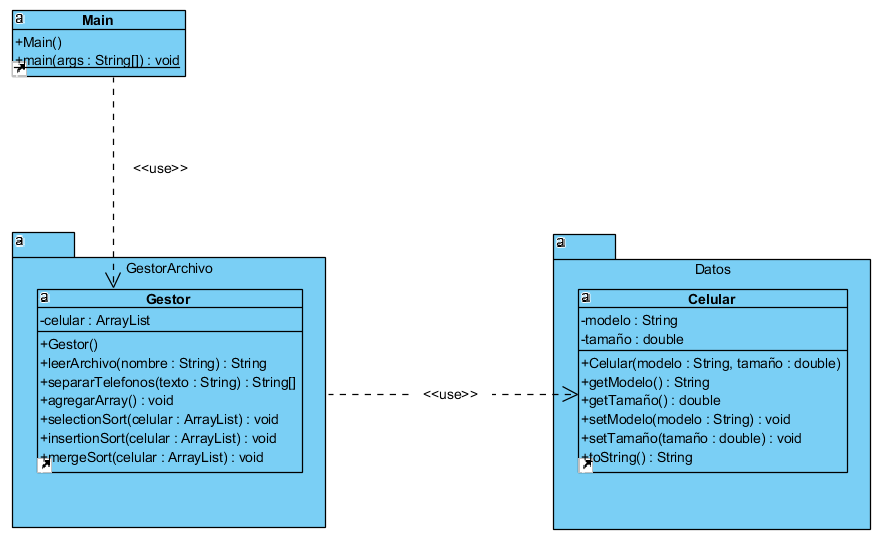 a
Main
+Main()
+main(args : String[]) : void
<<use>>
a
GestorArchivo
a
Gestor
-celular : ArrayList
+Gestor()
+leerArchivo(nombre : String) : String
+separarTelefonos(texto : String) : String[]
+agregarArray() : void
+selectionSort(celular : ArrayList) : void
+insertionSort(celular : ArrayList) : void
+mergeSort(celular : ArrayList) : void
<<use>>
a
Datos
a
Celular
-modelo : String
-tamaño : double
+Celular(modelo : String, tamaño : double)
+getModelo() : String
+getTamaño() : double
+setModelo(modelo : String) : void
+setTamaño(tamaño : double) : void
+toString() : String